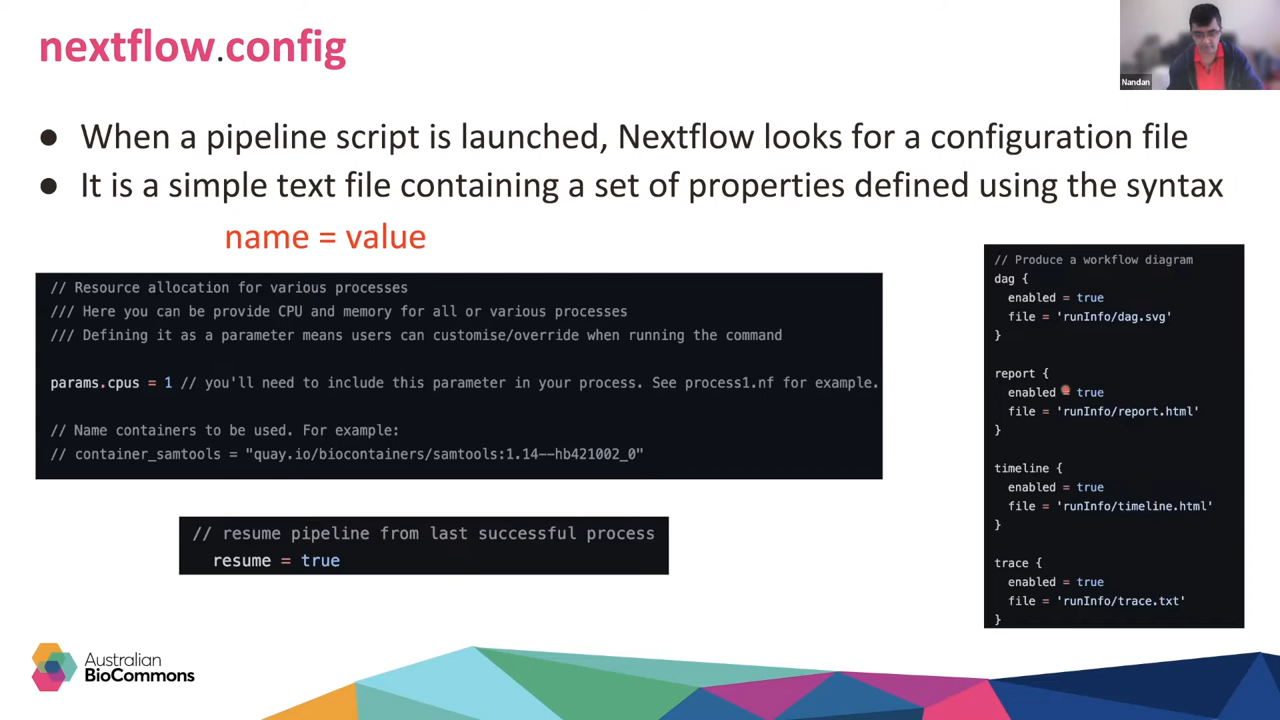 nextflow.config
Nandan
● When a pipeline script is launched, Nextflow looks for a configuration file
● It is a simple text file containing a set of properties defined using the syntax
name = value
// Resource allocation for various processes
/// Here you can be provide CPU and memory for all or various processes
/// Defining it as a parameter means users can customise/override when running the command
params.cpus = 1 // you'll need to include this parameter in your process. See process1.nf for example.
// Name containers to be used. For example:
// container_samtools = "quay.io/biocontainers/samtools:1.14--hb421002_0"
// resume pipeline from last successful process
resume = true
// Produce a workflow diagram
dag {
enabled = true
file = 'runInfo/dag.svg'
}
report {
enabled = true
file = 'runInfo/report.html'
}
timeline {
enabled = true
file = 'runInfo/timeline.html'
}
trace {
enabled = true
file = 'runInfo/trace.txt'
}
Australian
BioCommons